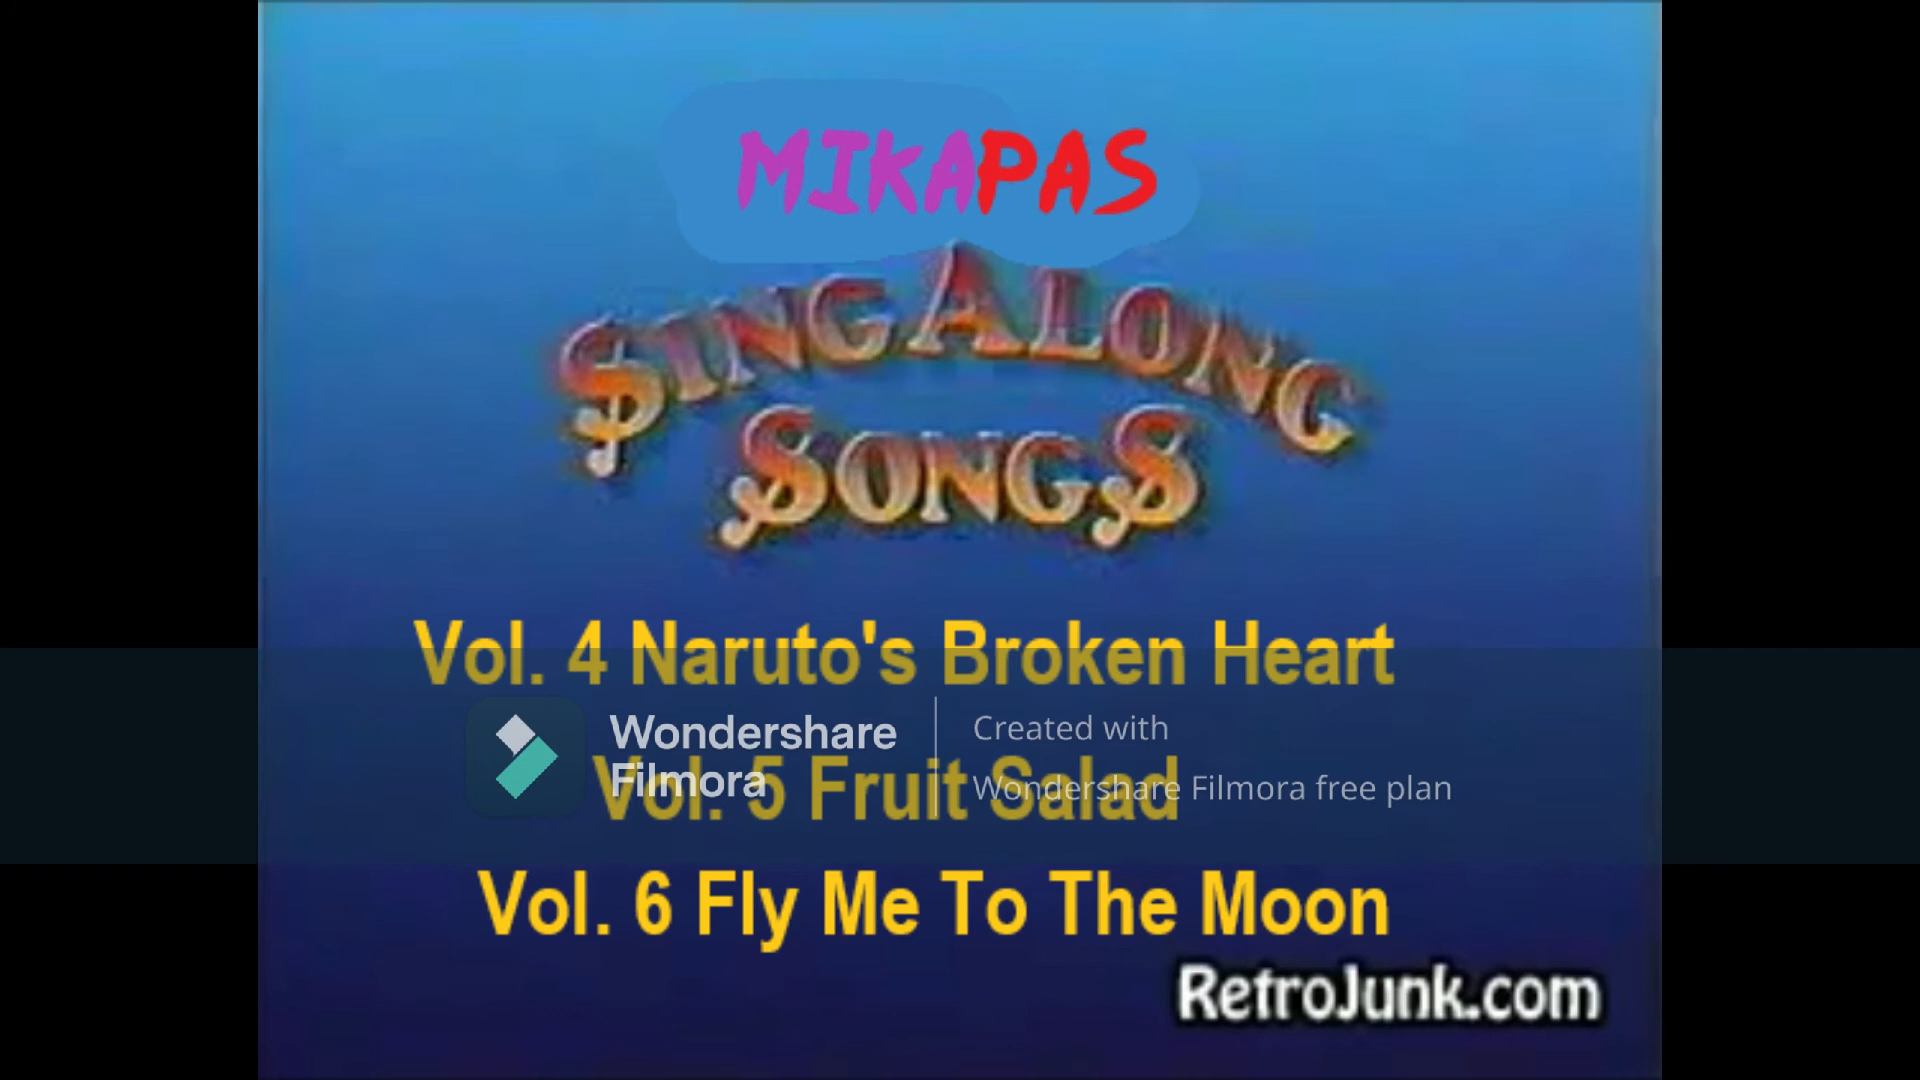 MIKAPAS
SING ALONG
SONGS
Vol. 4 Naruto's Broken Heart
Wondershare
Filmora
Created with
Wondershare Filmora free plan
Vol. 5 Fruit Salad
Vol. 6 Fly Me To The Moon
RetroJunk.com